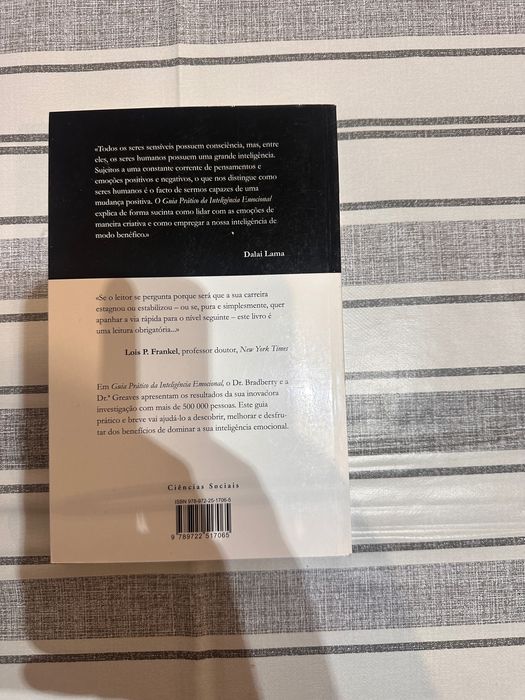 «Todos os seres sensíveis possuem consciência, mas, entre
eles, os seres humanos possuem uma grande inteligência.
Sujeitos a uma constante corrente de pensamentos e
emoções positivos e negativos, o que nos distingue como
seres humanos é o facto de sermos capazes de uma
mudança positiva. O Guia Prático da Inteligência Emocional
explica de forma sucinta como lidar com as emoções de
maneira criativa e como empregar a nossa inteligência de
modo benéfico.»
Dalai Lama
«Se o leitor se pergunta porque será que a sua carreira
estagnou ou estabilizou – ou se, pura e simplesmente, quer
apanhar a via rápida para o nível seguinte – este livro é
uma leitura obrigatória...»
Lois P. Frankel, professor doutor, New York Times
Em Guia Prático da Inteligência Emocional, o Dr. Bradberry e a
Dr.ª Greaves apresentam os resultados da sua inovadora
investigação com mais de 500 000 pessoas. Este guia
prático e breve vai ajudá-lo a descobrir, melhorar e desfru-
tar dos benefícios de dominar a sua inteligência emocional.
Ciências Sociais
ISBN 978-972-25-1706-5
9 789722 517065